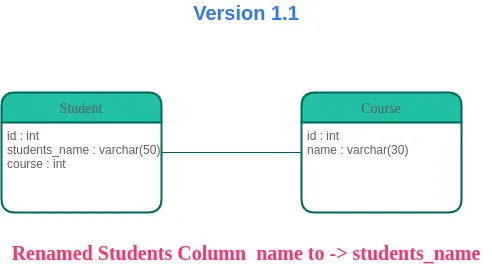 Version 1.1
Student
id : int
students_name : varchar(50)
course : int
Course
id : int
name : varchar(30)
Renamed Students Column name to -> students_name